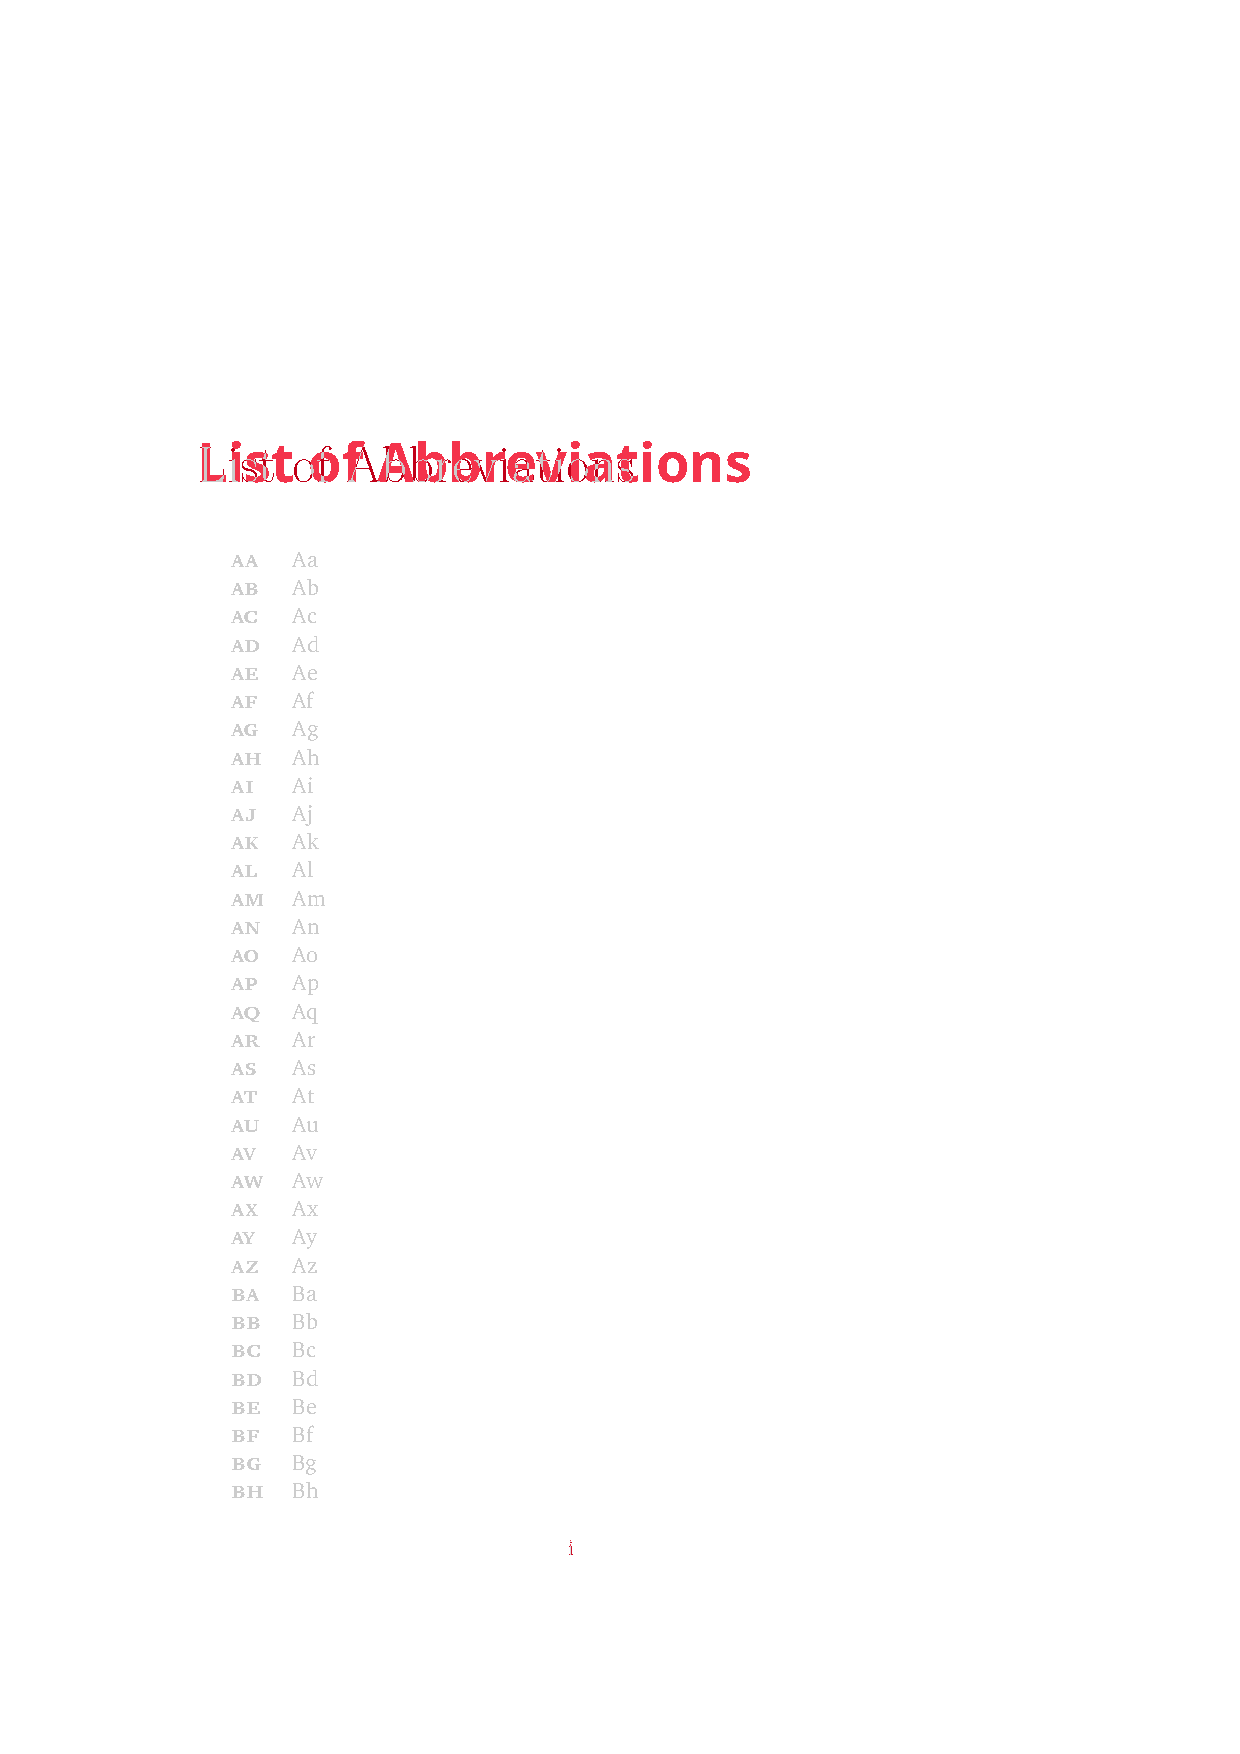 List of Abbreviations
AA Aa
AB Ab
AC Ac
AD Ad
AE Ae
AF Af
AG Ag
AH Ah
AI Ai
AJ Aj
AK Ak
AL Al
AM Am
AN An
AO Ao
AP Ap
AQ Aq
AR Ar
AS As
AT At
AU Au
AV Av
AW Aw
AX Ax
AY Ay
AZ Az
BA Ba
BB Bb
BC Bc
BD Bd
BE Be
BF Bf
BG Bg
BH Bh
i